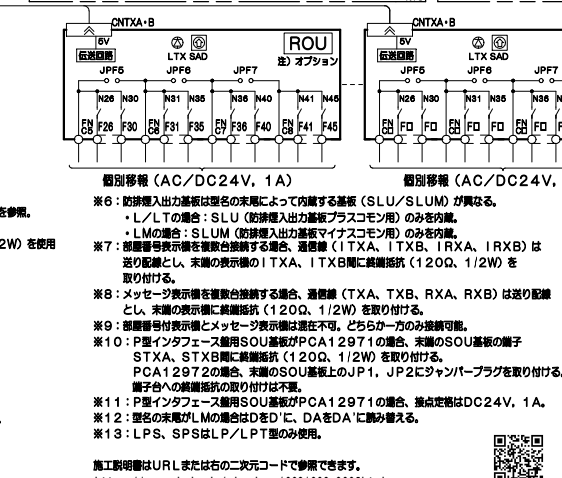 CNTXA・B
CNTXA・B
5V
伝送回路
LTX SAD
ROU
注）オプション
5V
伝送回路
LTX SAD
JPF5 JPF6 JPF7
JPF5 JPF6
N26 N30 N31 N35 N36 N40 N41 N45
N26 N30 N31 N35 N36
FN C5 F26 F30 FN C6 F31 F35 FN C7 F36 F40 FN C8 F41 F45
個別移報（AC／DC24V，1A）
個別移報（AC／DC24V，
を参照。
2W）を使用
※6：防排煙入出力基板は型名の末尾によって内蔵する基板（SLU／SLUM）が異なる。
・L／LTの場合：SLU（防排煙入出力基板プラスコモン用）のみを内蔵。
・LMの場合：SLUM（防排煙入出力基板マイナスコモン用）のみを内蔵。
※7：部屋番号表示機を複数台接続する場合、通信線（ITXA、ITXB、IRXA、IRXB）は
送り配線とし、末端の表示機のITXA、ITXB間に終端抵抗（120Ω、1/2W）を
取り付ける。
※8：メッセージ表示機を複数台接続する場合、通信線（TXA、TXB、RXA、RXB）は送り配線
とし、末端の表示機に終端抵抗（120Ω、1/2W）を取り付ける。
※9：部屋番号付表示機とメッセージ表示機は混在不可。どちらか一方のみ接続可能。
※10：P型インタフェース盤用SOU基板がPCA12971の場合、末端のSOU基板の端子
STXA、STXB間に終端抵抗（120Ω、1/2W）を取り付ける。
PCA12972の場合、末端のSOU基板上のJP1，JP2にジャンパープラグを取り付ける。
端子台への終端抵抗の取り付けは不要。
※11：P型インタフェース盤用SOU基板がPCA12971の場合、接点定格はDC24V，1A。
※12：型名の末尾がLMの場合はDをD'に、DAをDA'に読み替える。
※13：LPS、SPSはLP／LPT型のみ使用。
施工説明書はURLまたは右の二次元コードで参照できます。